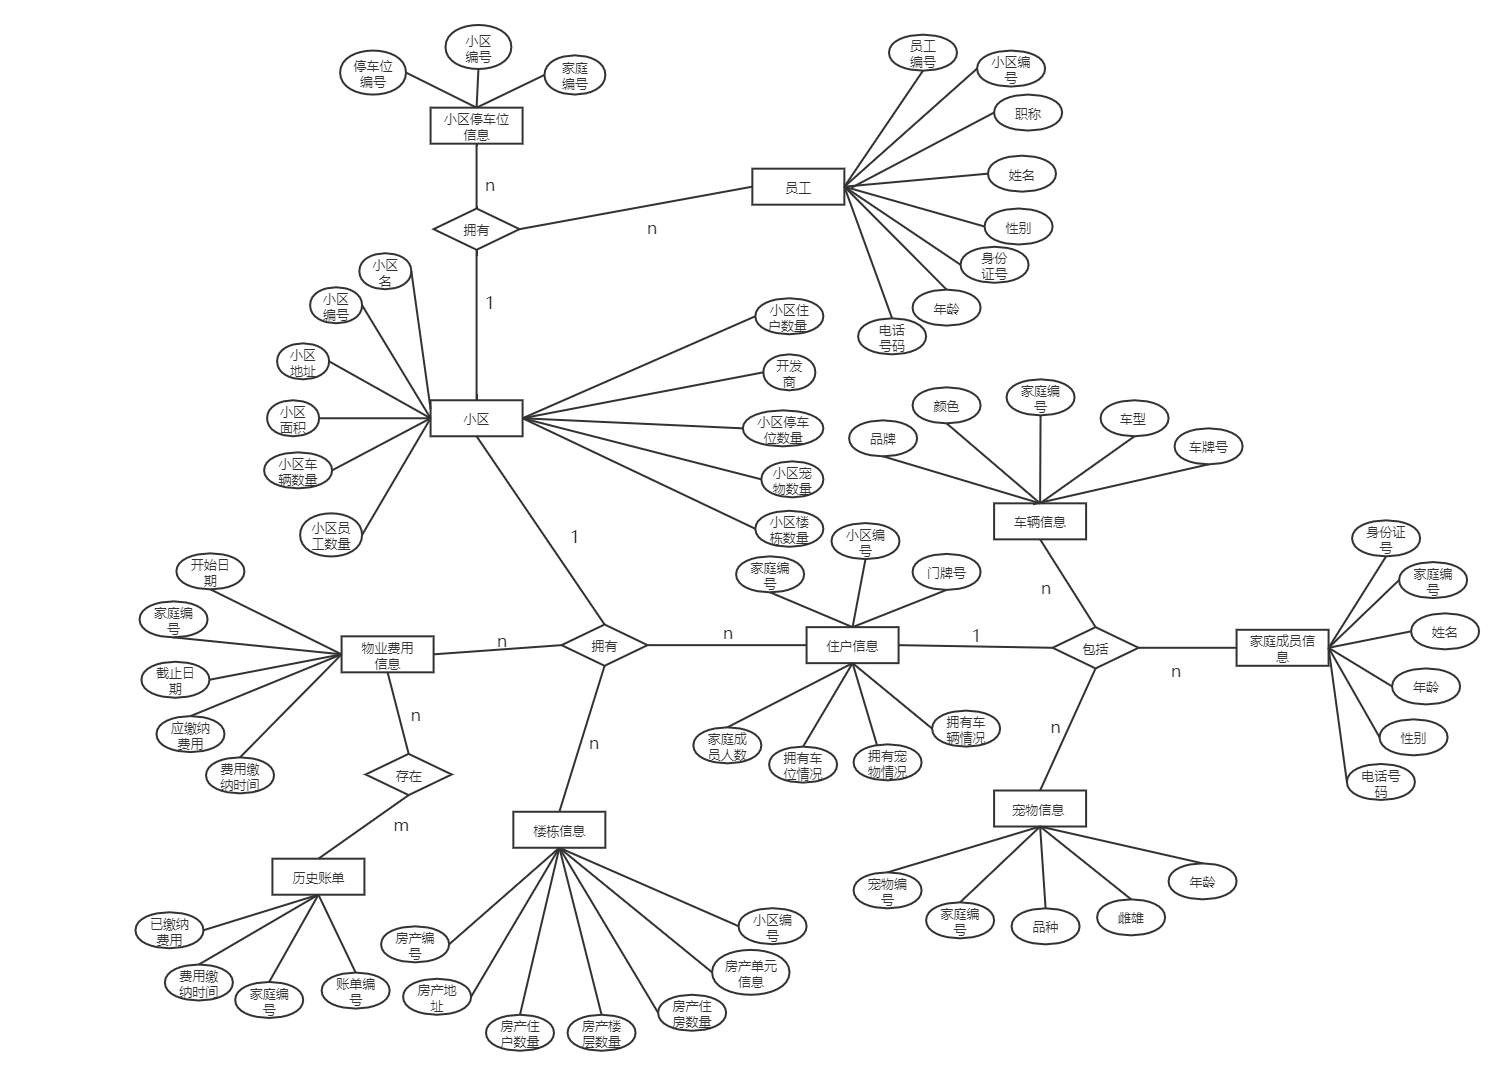 小区
编号
停车位
编号
家庭
编号
小区停车位
信息
n
拥有
n
1
员工
员工
编号
小区编
号
职称
姓名
性别
身份
证号
年龄
电话
号码
小区
名
小区
编号
小区
地址
小区
面积
小区车
辆数量
小区员
工数量
小区
小区住
户数量
开发
商
小区停车
位数量
小区宠
物数量
小区楼
栋数量
1
品牌
颜色
家庭编
号
车型
车牌号
车辆信息
n
开始日
期
家庭编
号
截止日
期
应缴纳
费用
费用缴
纳时间
物业费用
信息
n
拥有
n
家庭编
号
小区编
号
门牌号
住户信息
1
包括
n
家庭成员信
息
身份证
号
家庭编
号
姓名
年龄
性别
电话号
码
家庭成
员人数
拥有车
位情况
拥有宠
物情况
拥有车
辆情况
n
存在
m
n
n
宠物信息
宠物编
号
家庭编
号
品种
雌雄
年龄
历史账单
已缴纳
费用
费用缴
纳时间
家庭编
号
账单编
号
楼栋信息
房产编
号
房产地
址
房产住
户数量
房产楼
层数量
房产住
房数量
房产单元
信息
小区编
号